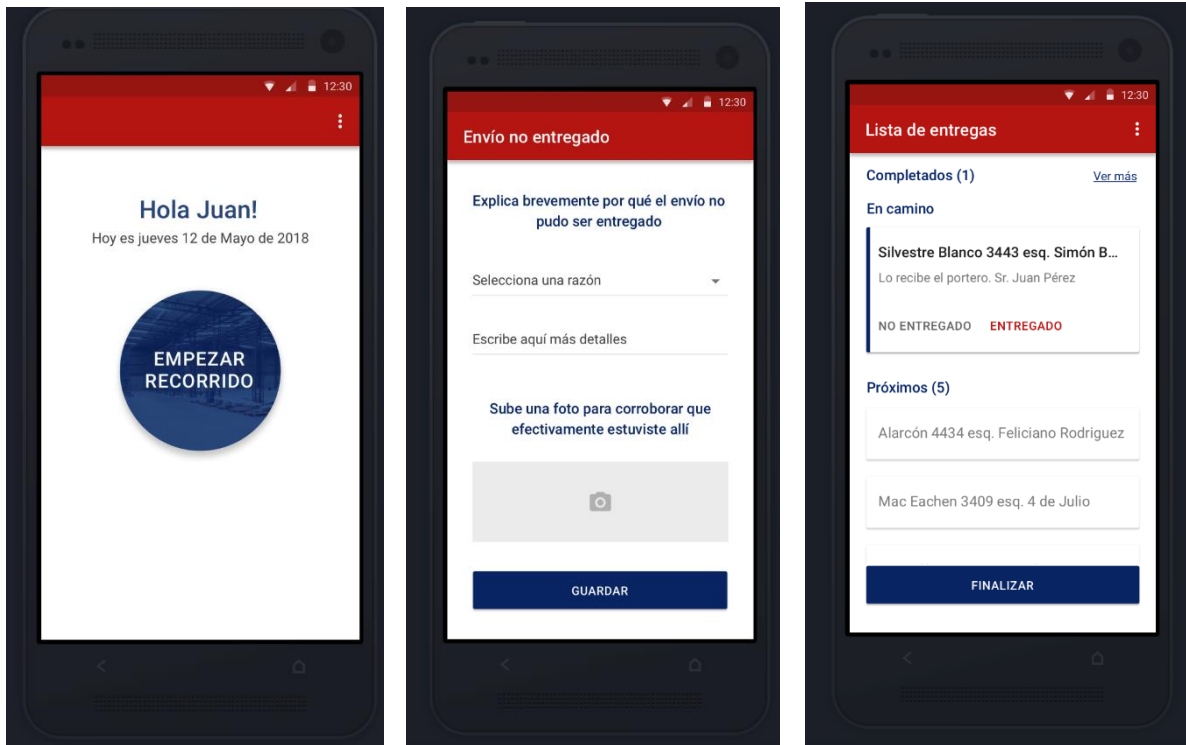 12:30
Hola Juan!
Hoy es jueves 12 de Mayo de 2018
EMPEZAR
RECORRIDO
12:30
Envío no entregado
Explica brevemente por qué el envío no
pudo ser entregado
Selecciona una razón
Escribe aquí más detalles
Sube una foto para corroborar que
efectivamente estuviste allí
GUARDAR
12:30
Lista de entregas
Completados (1) Ver más
En camino
Silvestre Blanco 3443 esq. Simón B...
Lo recibe el portero. Sr. Juan Pérez
NO ENTREGADO ENTREGADO
Próximos (5)
Alarcón 4434 esq. Feliciano Rodriguez
Mac Eachen 3409 esq. 4 de Julio
FINALIZAR